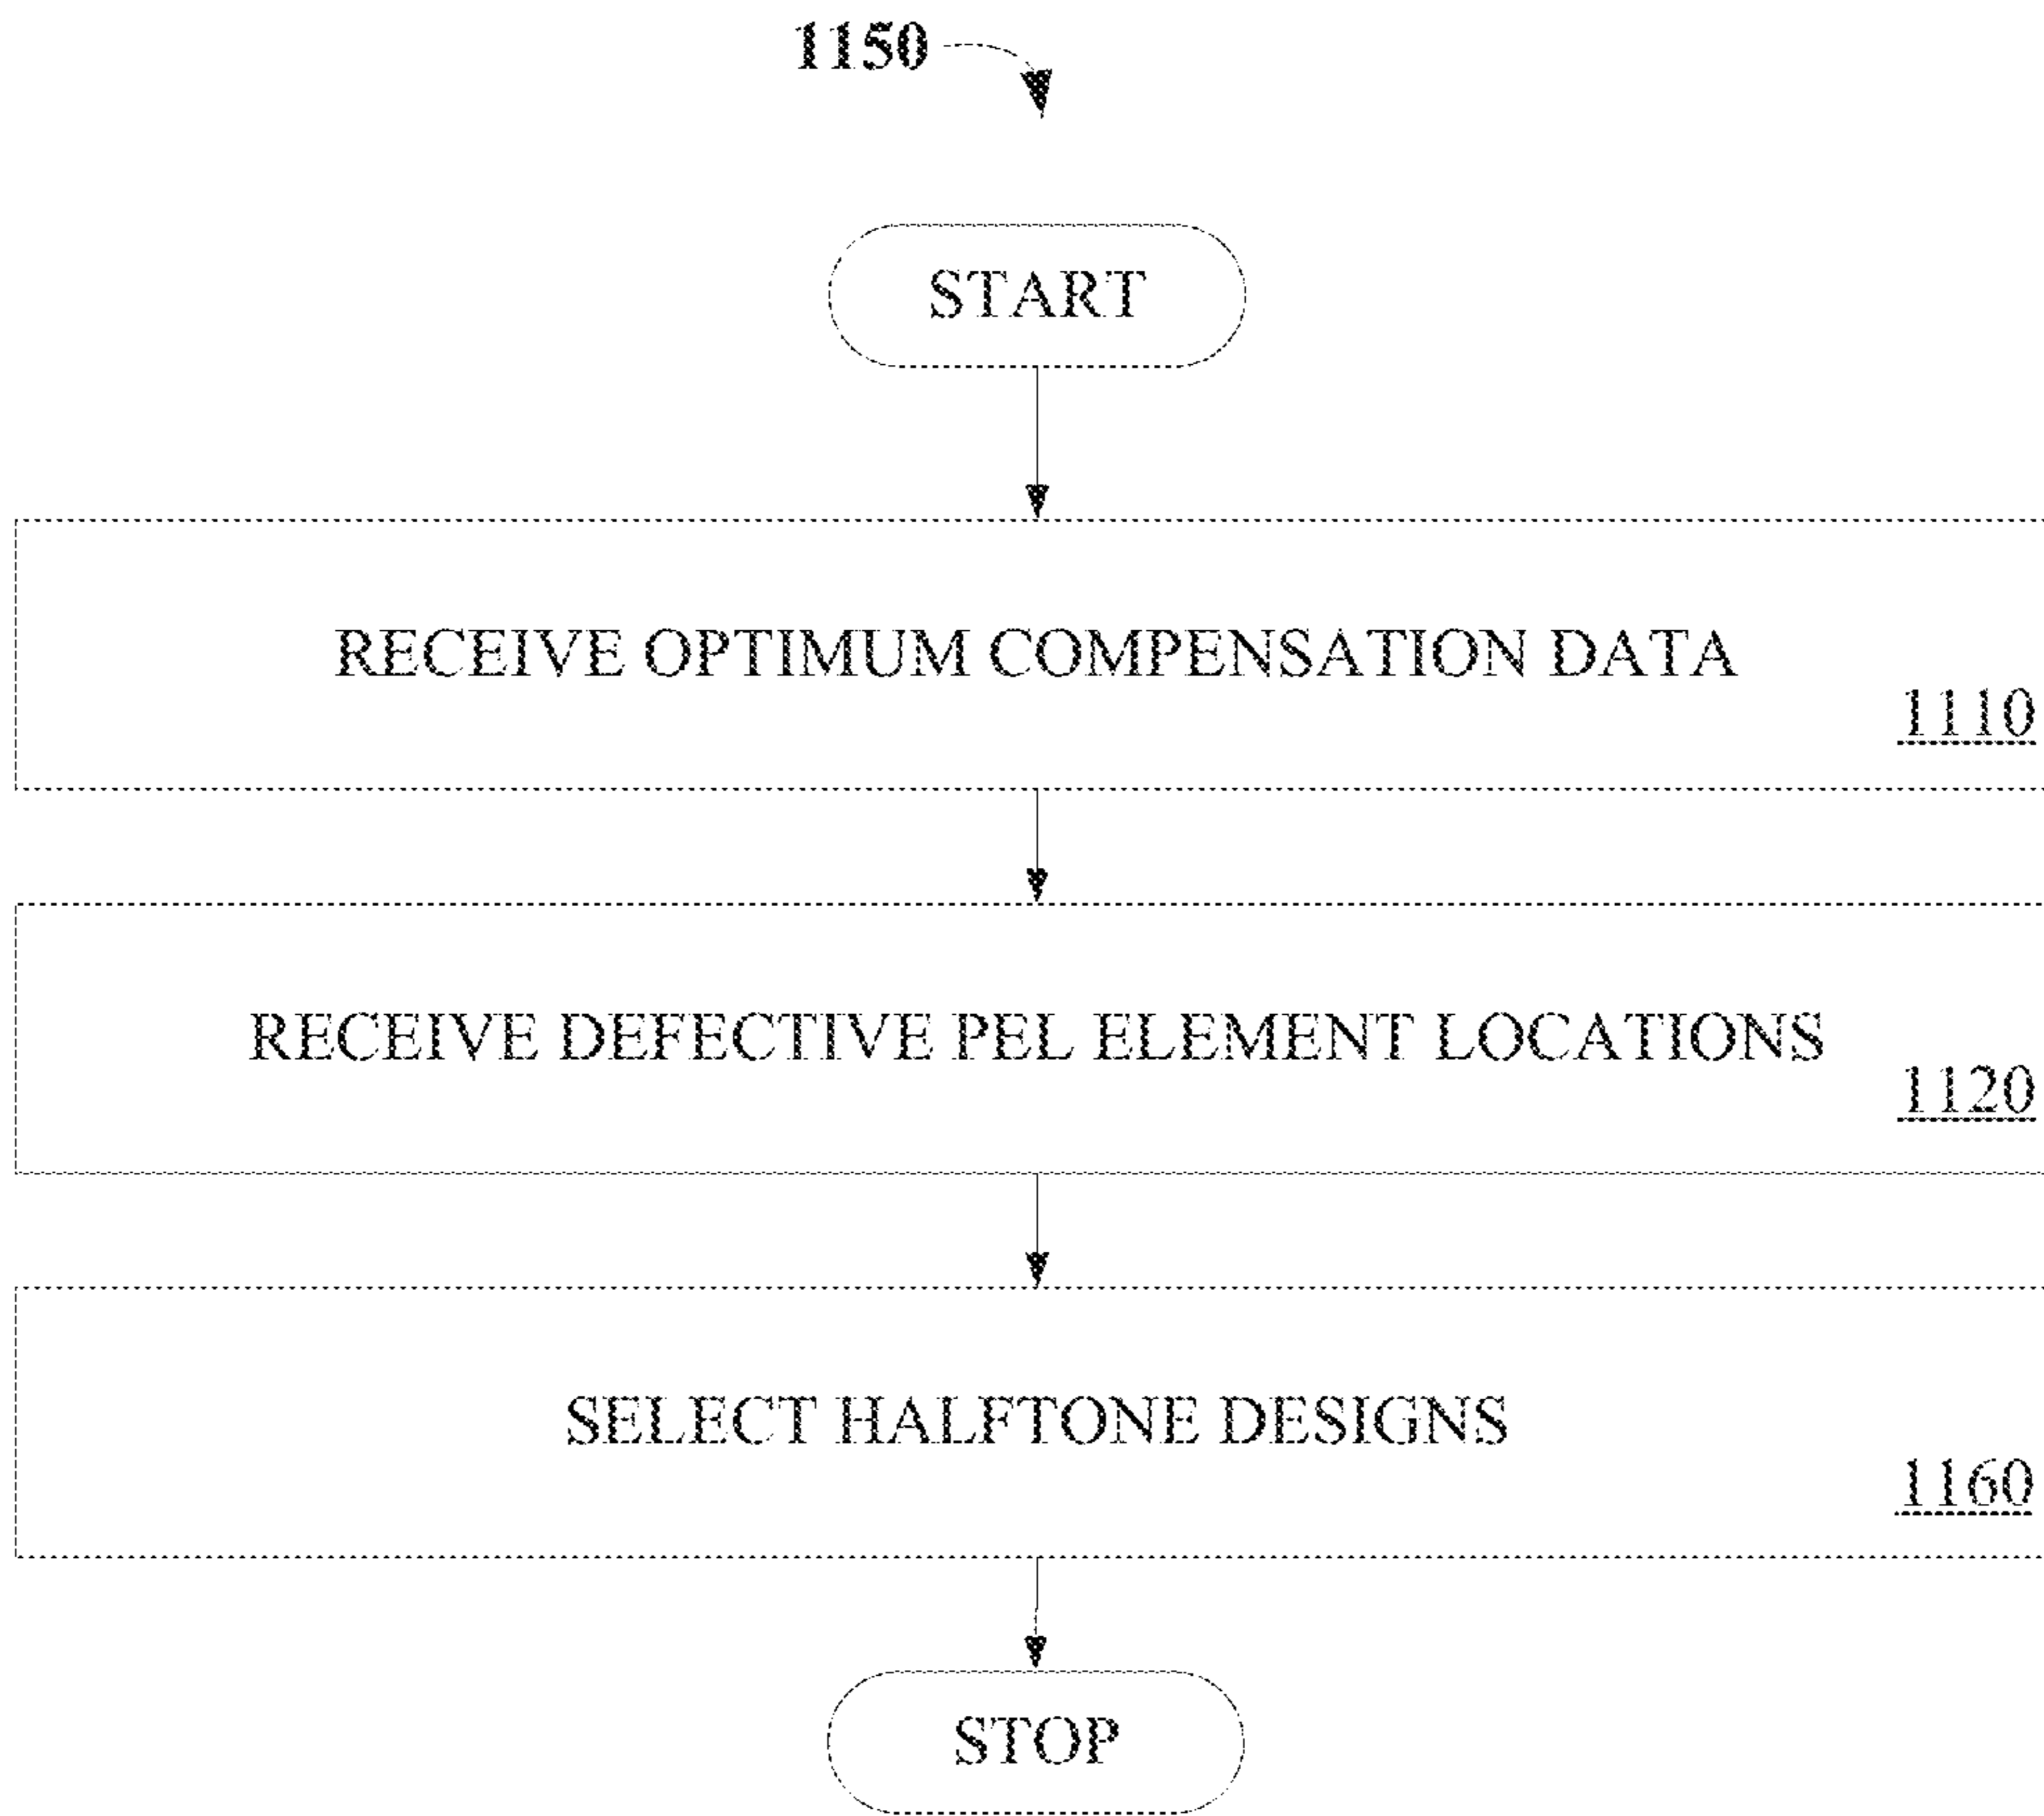 1150
START
RECEIVE OPTIMUM COMPENSATION DATA
1110
RECEIVE DEFECTIVE PEL ELEMENT LOCATIONS
1120
SELECT HALFTONE DESIGNS
1160
STOP